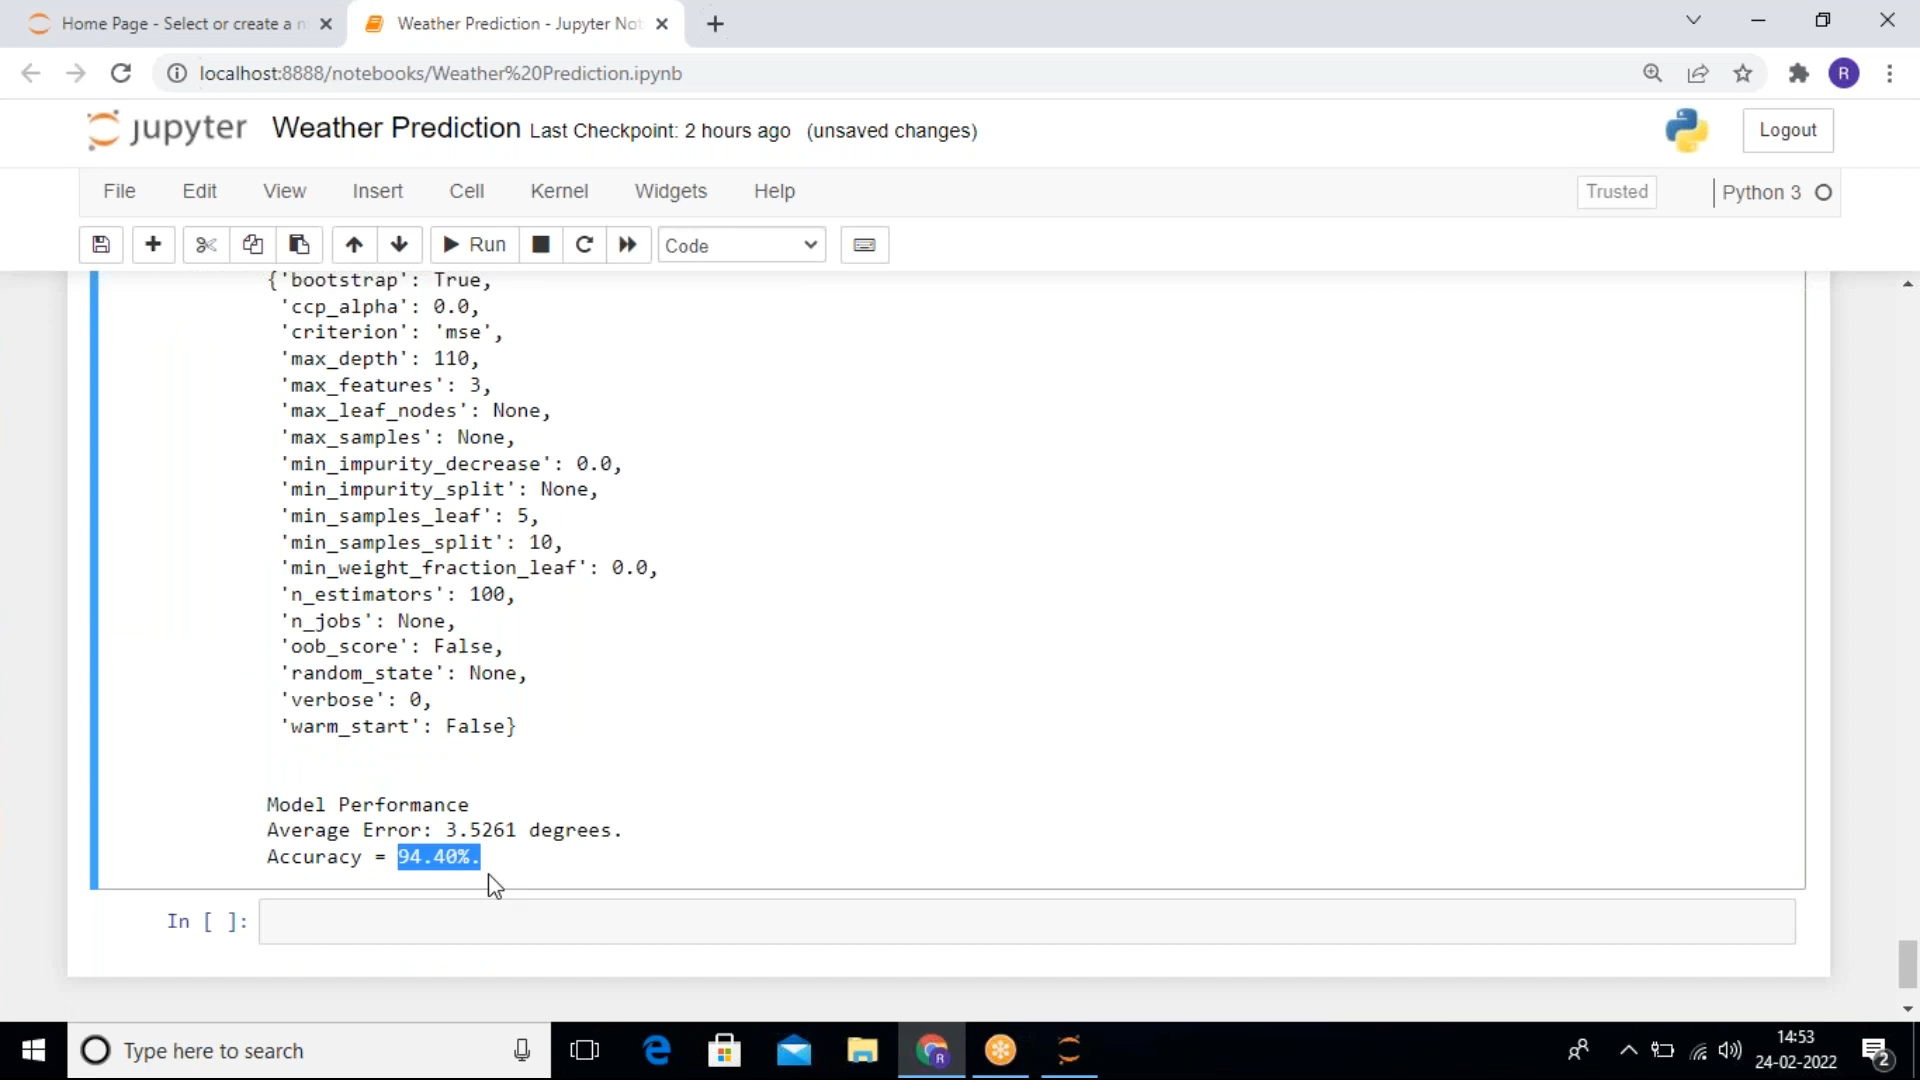 Home Page - Select or create a n
Weather Prediction - Jupyter Not
localhost:8888/notebooks/Weather%20Prediction.ipynb
R
jupyter
Weather Prediction Last Checkpoint: 2 hours ago (unsaved changes)
Logout
File Edit View Insert Cell Kernel Widgets Help
Trusted
Python 3
Run
Code
{'bootstrap': True,
'ccp_alpha': 0.0,
'criterion': 'mse',
'max_depth': 110,
'max_features': 3,
'max_leaf_nodes': None,
'max_samples': None,
'min_impurity_decrease': 0.0,
'min_impurity_split': None,
'min_samples_leaf': 5,
'min_samples_split': 10,
'min_weight_fraction_leaf': 0.0,
'n_estimators': 100,
'n_jobs': None,
'oob_score': False,
'random_state': None,
'verbose': 0,
'warm_start': False}
Model Performance
Average Error: 3.5261 degrees.
Accuracy = 94.40%.
In [ ]:
Type here to search
R
14:53
24-02-2022
2